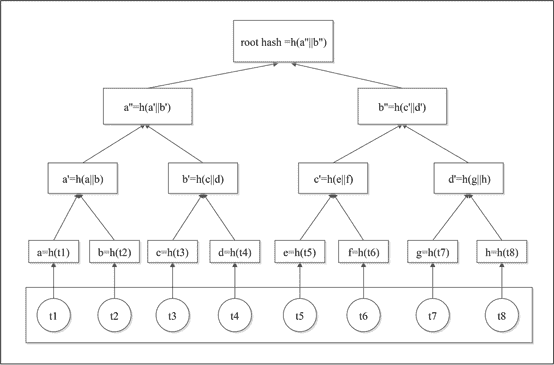 root hash =h(a"||b")
a"=h(a'||b')
b"=h(c'||d')
a'=h(a||b)
b'=h(c||d)
c'=h(e||f)
d'=h(g||h)
a=h(t1)
b=h(t2)
c=h(t3)
d=h(t4)
e=h(t5)
f=h(t6)
g=h(t7)
h=h(t8)
t1
t2
t3
t4
t5
t6
t7
t8